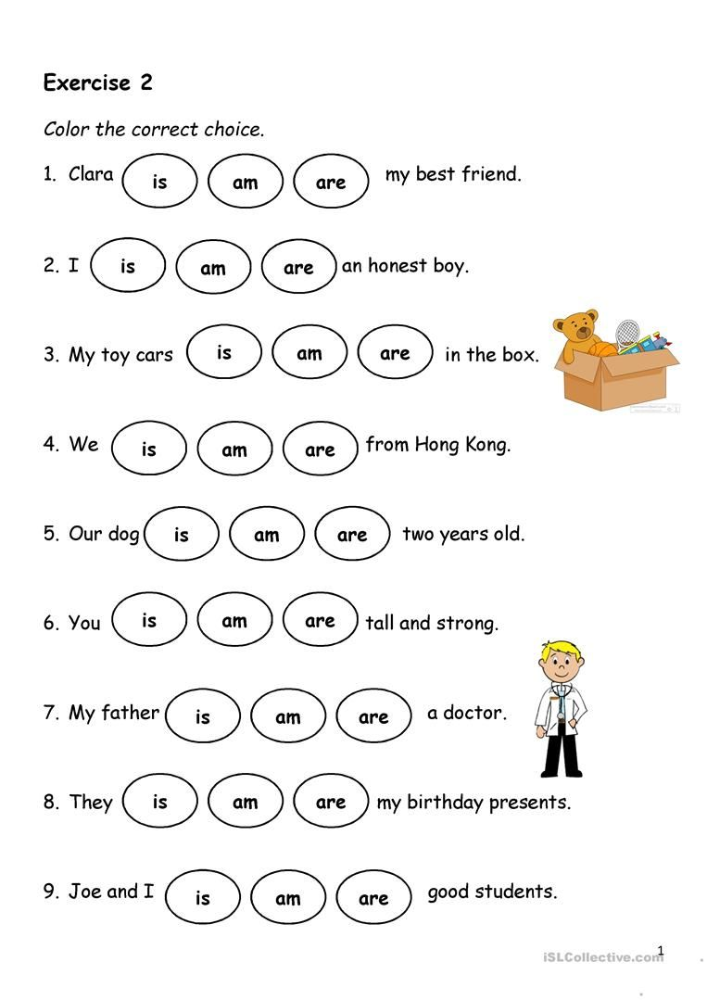 Exercise 2
Color the correct choice.
1. Clara is am are my best friend.
2. I is am are an honest boy.
3. My toy cars is am are in the box.
4. We is am are from Hong Kong.
5. Our dog is am are two years old.
6. You is am are tall and strong.
7. My father is am are a doctor.
8. They is am are my birthday presents.
9. Joe and I is am are good students.
1
iSLCollective.com